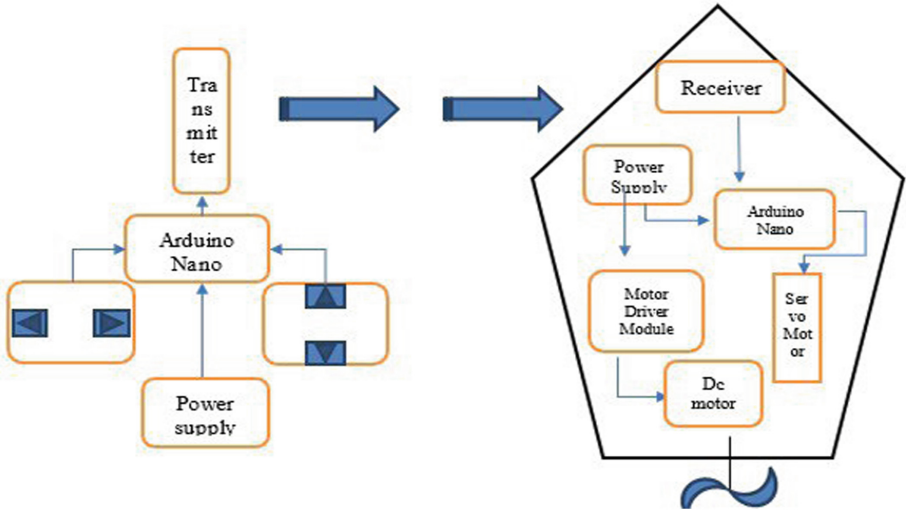 Tra
ns
mit
ter
Arduino
Nano
Power
supply
Receiver
Power
Supply
Arduino
Nano
Motor
Driver
Module
Ser
vo
Mot
or
Dc
motor